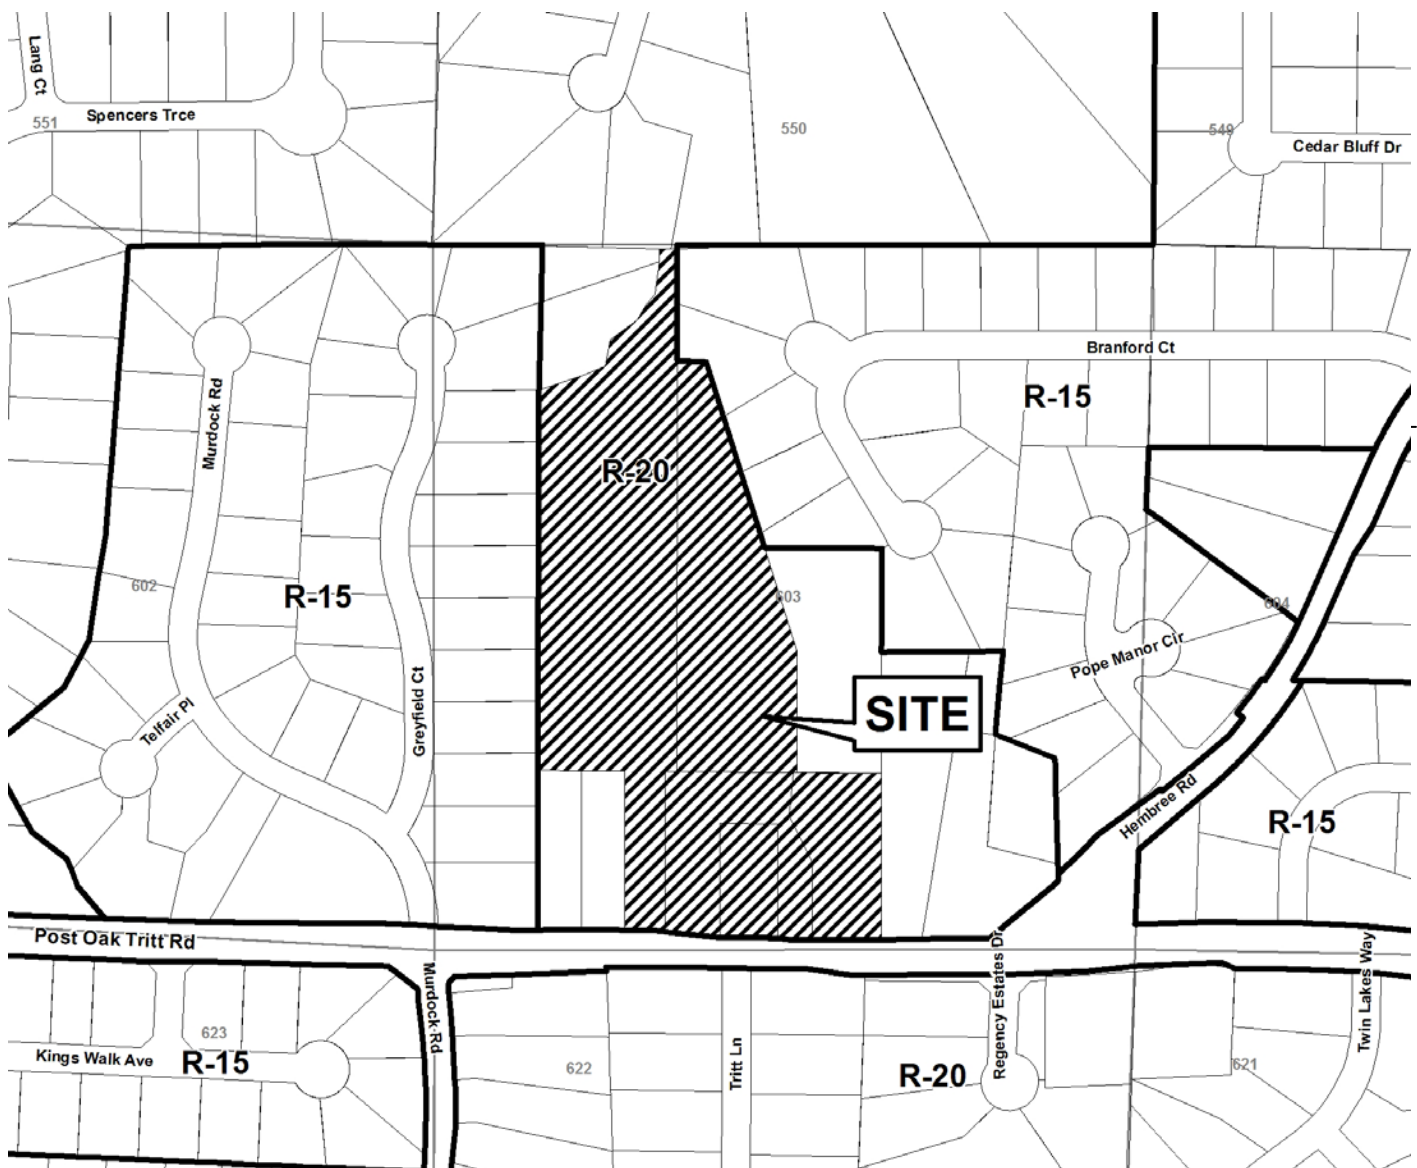 Lang Ct
Spencers Trce
551
550
549
Cedar Bluff Dr
Branford Ct
R-15
Murdock Rd
R-20
602
R-15
603
604
Pope Manor Cir
Greyfield Ct
Telfair Pl
SITE
Hembree Rd
R-15
Post Oak Tritt Rd
Regency Estates Dr
Twin Lakes Way
Murdock Rd
623
Kings Walk Ave
R-15
622
Tritt Ln
R-20
621